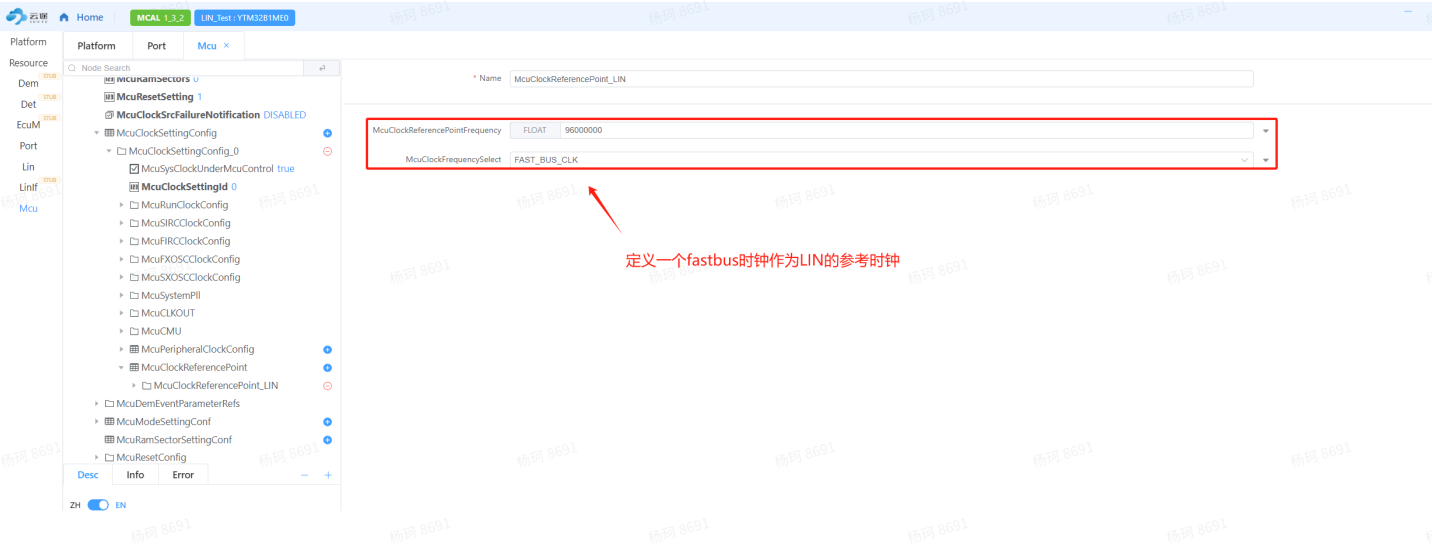 云途 Home MCAL 1_3_2 LIN_Test : YTM32B1ME0
Platform
Resource
Dem STUB
Det STUB
EcuM STUB
Port
Lin
LinIf STUB
Mcu
Platform Port Mcu ×
Node Search
McuRamSectors 0
McuResetSetting 1
McuClockSrcFailureNotification DISABLED
McuClockSettingConfig
McuClockSettingConfig_0
McuSysClockUnderMcuControl true
McuClockSettingId 0
McuRunClockConfig
McuSIRCClockConfig
McuFIRCClockConfig
McuFXOSCClockConfig
McuSXOSCClockConfig
McuSystemPll
McuCLKOUT
McuCMU
McuPeripheralClockConfig
McuClockReferencePoint
McuClockReferencePoint_LIN
McuDemEventParameterRefs
McuModeSettingConf
McuRamSectorSettingConf
McuResetConfig
Desc Info Error
ZH EN
* Name McuClockReferencePoint_LIN
McuClockReferencePointFrequency FLOAT 96000000
McuClockFrequencySelect FAST_BUS_CLK
定义一个fastbus时钟作为LIN的参考时钟
杨珂 8691